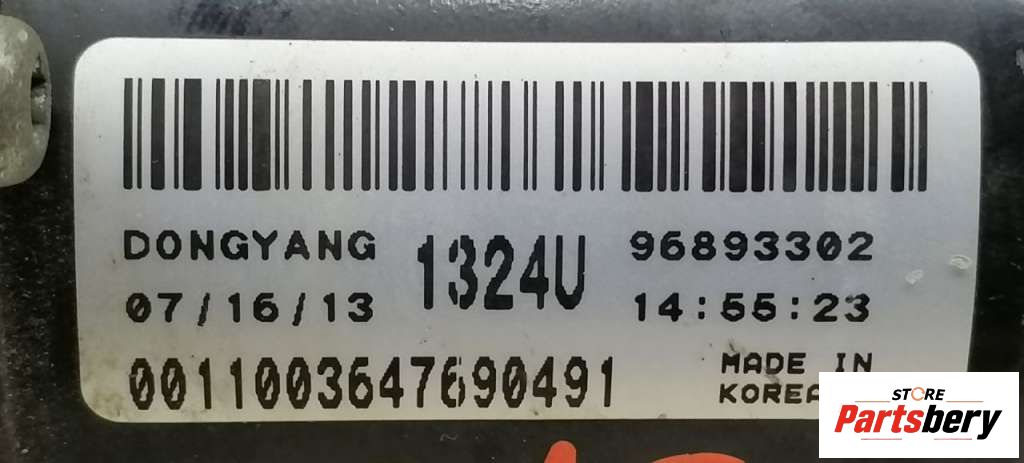 DONGYANG 1324U 96893302
07/16/13 14:55:23
0011003647690491
MADE IN
KOREA
STORE
Partsbery